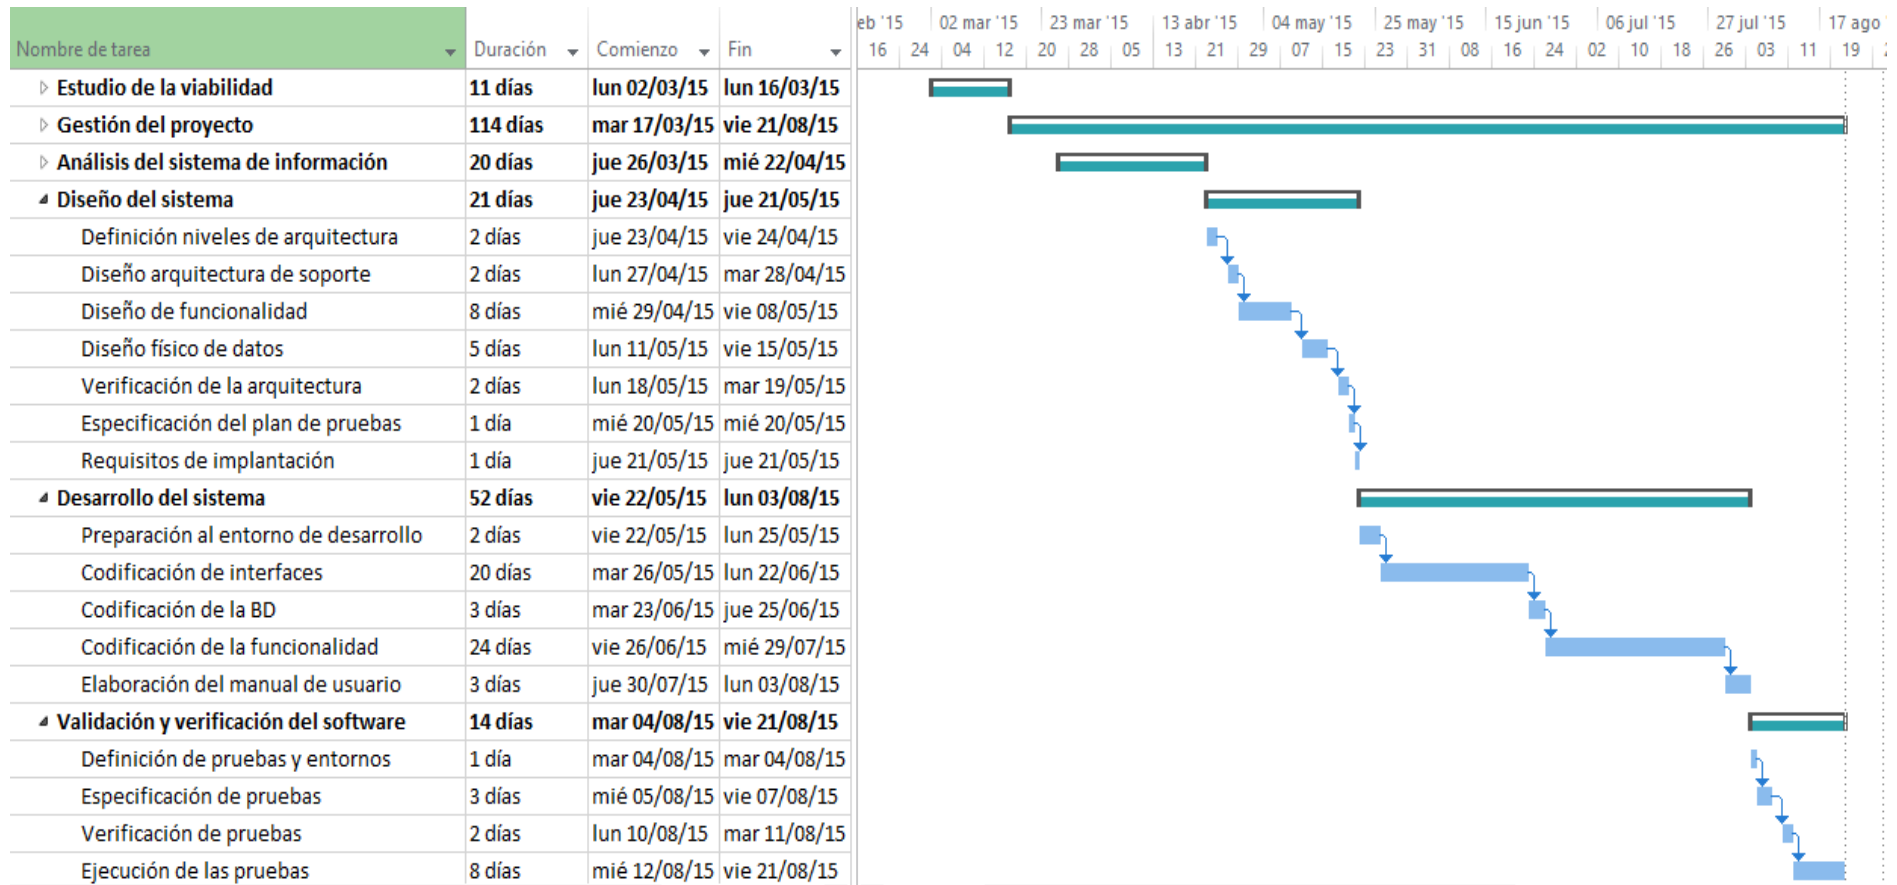 eb '15 02 mar '15 23 mar '15 13 abr '15 04 may '15 25 may '15 15 jun '15 06 jul '15 27 jul '15 17 ago
Nombre de tarea Duración Comienzo Fin 16 24 04 12 20 28 05 13 21 29 07 15 23 31 08 16 24 02 10 18 26 03 11 19
Estudio de la viabilidad 11 días lun 02/03/15 lun 16/03/15
Gestión del proyecto 114 días mar 17/03/15 vie 21/08/15
Análisis del sistema de información 20 días jue 26/03/15 mié 22/04/15
Diseño del sistema 21 días jue 23/04/15 jue 21/05/15
Definición niveles de arquitectura 2 días jue 23/04/15 vie 24/04/15
Diseño arquitectura de soporte 2 días lun 27/04/15 mar 28/04/15
Diseño de funcionalidad 8 días mié 29/04/15 vie 08/05/15
Diseño físico de datos 5 días lun 11/05/15 vie 15/05/15
Verificación de la arquitectura 2 días lun 18/05/15 mar 19/05/15
Especificación del plan de pruebas 1 día mié 20/05/15 mié 20/05/15
Requisitos de implantación 1 día jue 21/05/15 jue 21/05/15
Desarrollo del sistema 52 días vie 22/05/15 lun 03/08/15
Preparación al entorno de desarrollo 2 días vie 22/05/15 lun 25/05/15
Codificación de interfaces 20 días mar 26/05/15 lun 22/06/15
Codificación de la BD 3 días mar 23/06/15 jue 25/06/15
Codificación de la funcionalidad 24 días vie 26/06/15 mié 29/07/15
Elaboración del manual de usuario 3 días jue 30/07/15 lun 03/08/15
Validación y verificación del software 14 días mar 04/08/15 vie 21/08/15
Definición de pruebas y entornos 1 día mar 04/08/15 mar 04/08/15
Especificación de pruebas 3 días mié 05/08/15 vie 07/08/15
Verificación de pruebas 2 días lun 10/08/15 mar 11/08/15
Ejecución de las pruebas 8 días mié 12/08/15 vie 21/08/15